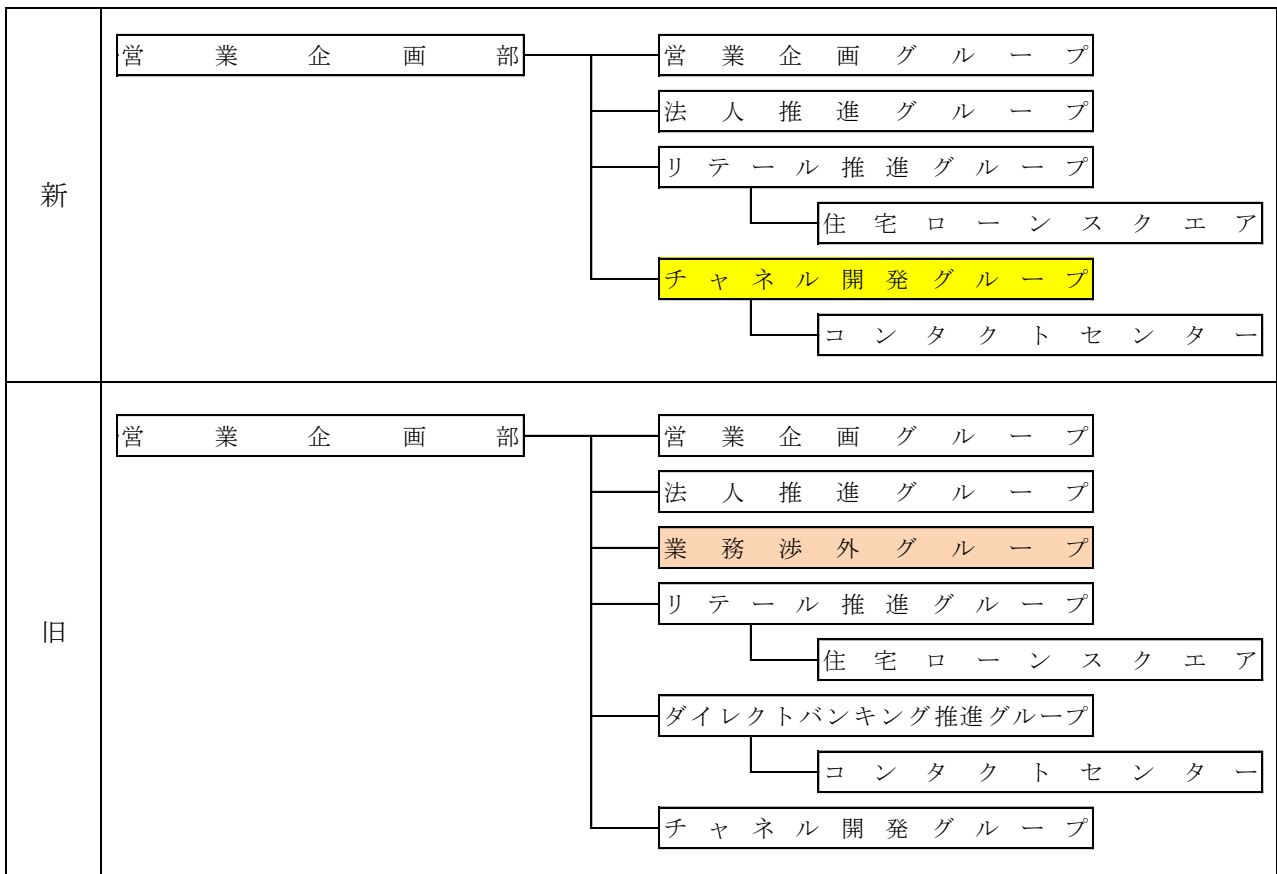 新
営業企画部
営業企画グループ
法人推進グループ
リテール推進グループ
住宅ローンスクエア
チャネル開発グループ
コンタクトセンター
旧
営業企画部
営業企画グループ
法人推進グループ
業務渉外グループ
リテール推進グループ
住宅ローンスクエア
ダイレクトバンキング推進グループ
コンタクトセンター
チャネル開発グループ